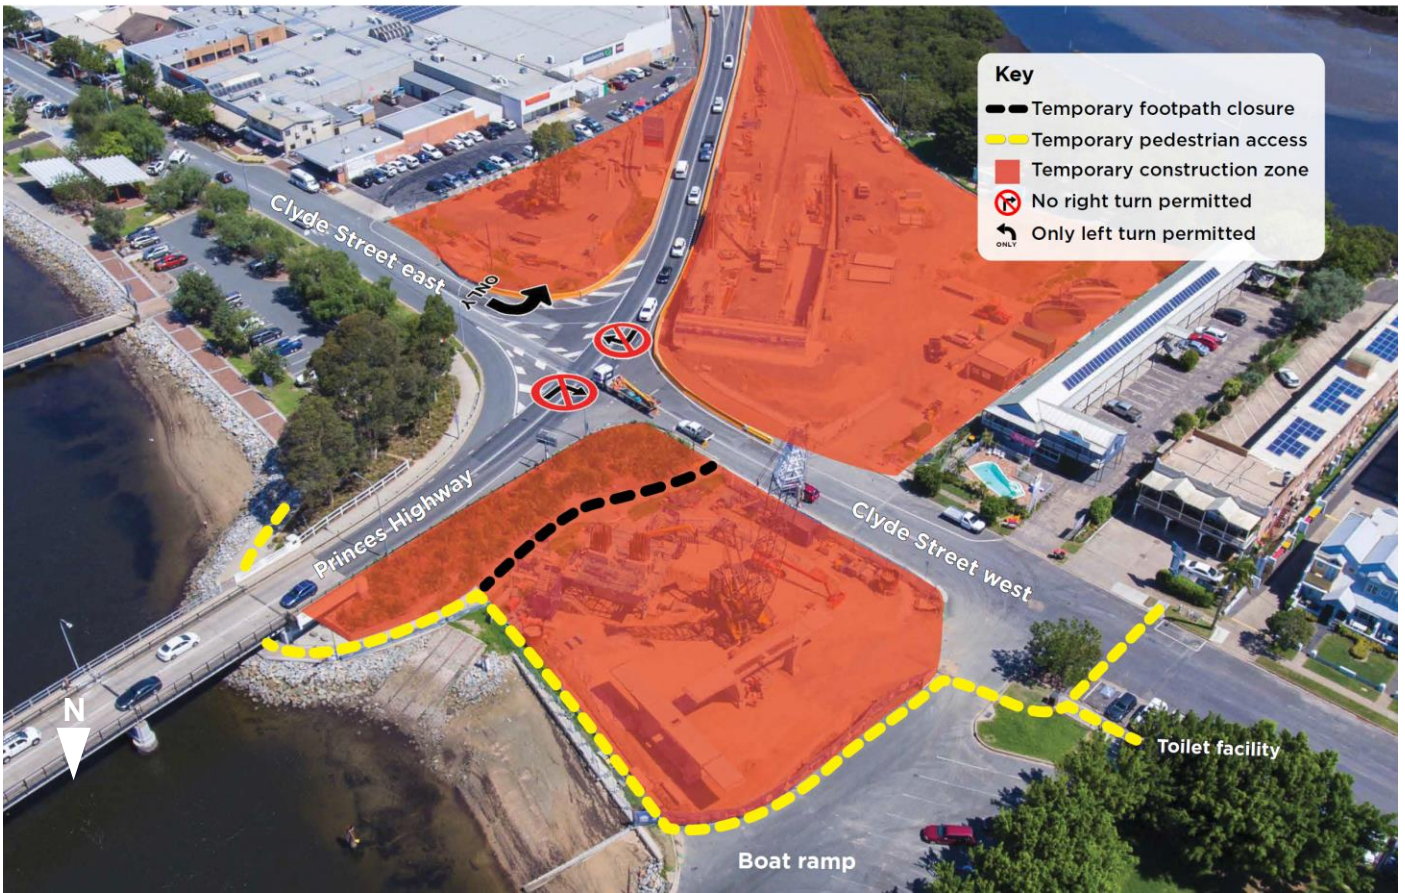 Key
Temporary footpath closure
Temporary pedestrian access
Temporary construction zone
No right turn permitted
Only left turn permitted
ONLY
Clyde Street east
ONLY
Princes Highway
Clyde Street west
N
Toilet facility
Boat ramp